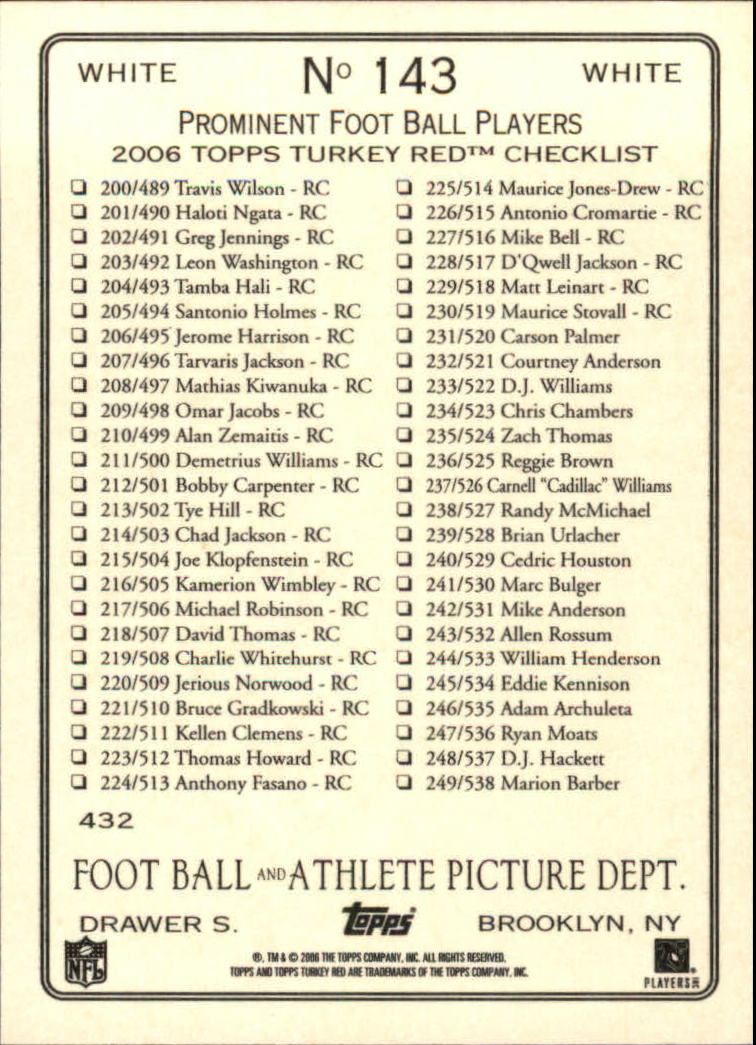 WHITE Nº 143 WHITE
PROMINENT FOOT BALL PLAYERS
2006 TOPPS TURKEY RED™ CHECKLIST
❏ 200/489 Travis Wilson - RC
❏ 201/490 Haloti Ngata - RC
❏ 202/491 Greg Jennings - RC
❏ 203/492 Leon Washington - RC
❏ 204/493 Tamba Hali - RC
❏ 205/494 Santonio Holmes - RC
❏ 206/495 Jerome Harrison - RC
❏ 207/496 Tarvaris Jackson - RC
❏ 208/497 Mathias Kiwanuka - RC
❏ 209/498 Omar Jacobs - RC
❏ 210/499 Alan Zemaitis - RC
❏ 211/500 Demetrius Williams - RC
❏ 212/501 Bobby Carpenter - RC
❏ 213/502 Tye Hill - RC
❏ 214/503 Chad Jackson - RC
❏ 215/504 Joe Klopfenstein - RC
❏ 216/505 Kamerion Wimbley - RC
❏ 217/506 Michael Robinson - RC
❏ 218/507 David Thomas - RC
❏ 219/508 Charlie Whitehurst - RC
❏ 220/509 Jerious Norwood - RC
❏ 221/510 Bruce Gradkowski - RC
❏ 222/511 Kellen Clemens - RC
❏ 223/512 Thomas Howard - RC
❏ 224/513 Anthony Fasano - RC
❏ 225/514 Maurice Jones-Drew - RC
❏ 226/515 Antonio Cromartie - RC
❏ 227/516 Mike Bell - RC
❏ 228/517 D'Qwell Jackson - RC
❏ 229/518 Matt Leinart - RC
❏ 230/519 Maurice Stovall - RC
❏ 231/520 Carson Palmer
❏ 232/521 Courtney Anderson
❏ 233/522 D.J. Williams
❏ 234/523 Chris Chambers
❏ 235/524 Zach Thomas
❏ 236/525 Reggie Brown
❏ 237/526 Carnell "Cadillac" Williams
❏ 238/527 Randy McMichael
❏ 239/528 Brian Urlacher
❏ 240/529 Cedric Houston
❏ 241/530 Marc Bulger
❏ 242/531 Mike Anderson
❏ 243/532 Allen Rossum
❏ 244/533 William Henderson
❏ 245/534 Eddie Kennison
❏ 246/535 Adam Archuleta
❏ 247/536 Ryan Moats
❏ 248/537 D.J. Hackett
❏ 249/538 Marion Barber
432
FOOT BALL AND ATHLETE PICTURE DEPT.
DRAWER S. topps BROOKLYN, NY
®, TM & © 2006 THE TOPPS COMPANY, INC. ALL RIGHTS RESERVED.
TOPPS AND TOPPS TURKEY RED ARE TRADEMARKS OF THE TOPPS COMPANY, INC.
NFL
PLAYERS